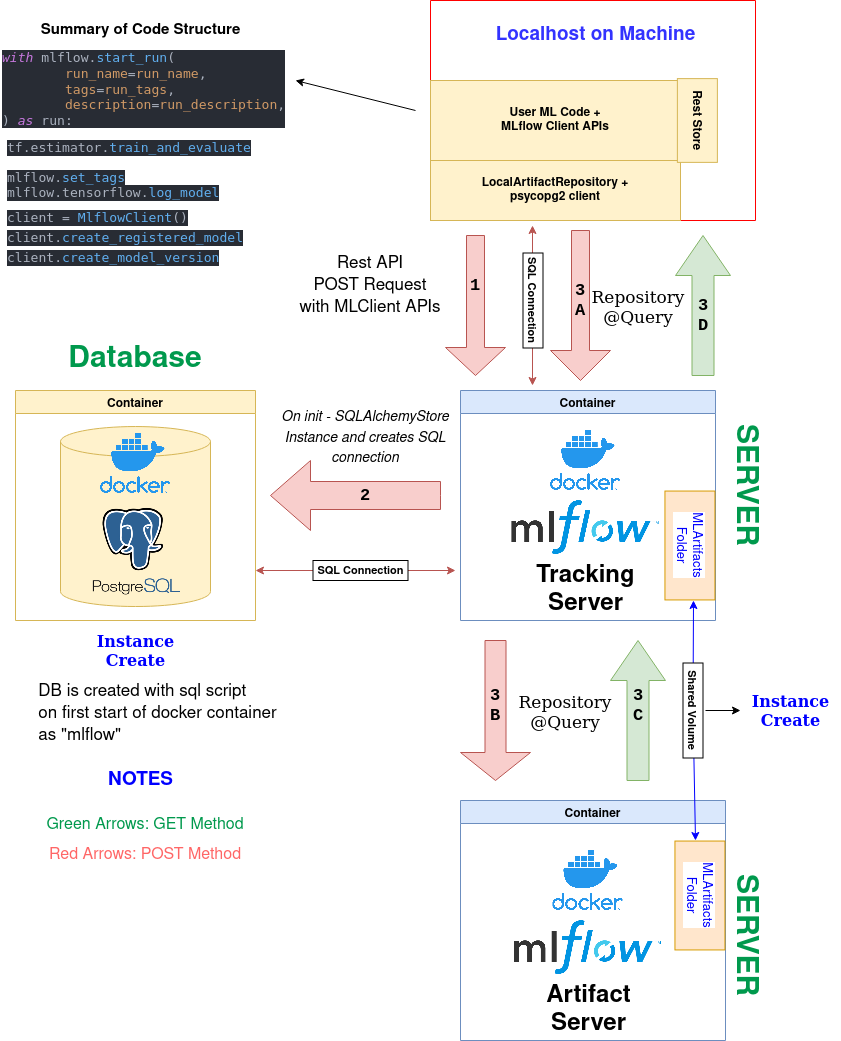 Summary of Code Structure
with mlflow.start_run(
run_name=run_name,
tags=run_tags,
description=run_description,
) as run:
tf.estimator.train_and_evaluate
mlflow.set_tags
mlflow.tensorflow.log_model
client = MlflowClient()
client.create_registered_model
client.create_model_version
Localhost on Machine
User ML Code +
MLflow Client APIs
Rest Store
LocalArtifactRepository +
psycopg2 client
Rest API
POST Request
with MLClient APIs
1
SQL Connection
3
A
Repository
@Query
3
D
Database
Container
docker
PostgreSQL
On init - SQLAlchemyStore
Instance and creates SQL
connection
2
SQL Connection
Container
docker
mlflow
Tracking
Server
MLArtifacts
Folder
SERVER
Instance
Create
DB is created with sql script
on first start of docker container
as "mlflow"
NOTES
Green Arrows: GET Method
Red Arrows: POST Method
3
B
Repository
@Query
3
C
Shared Volume
Instance
Create
Container
docker
mlflow
Artifact
Server
MLArtifacts
Folder
SERVER